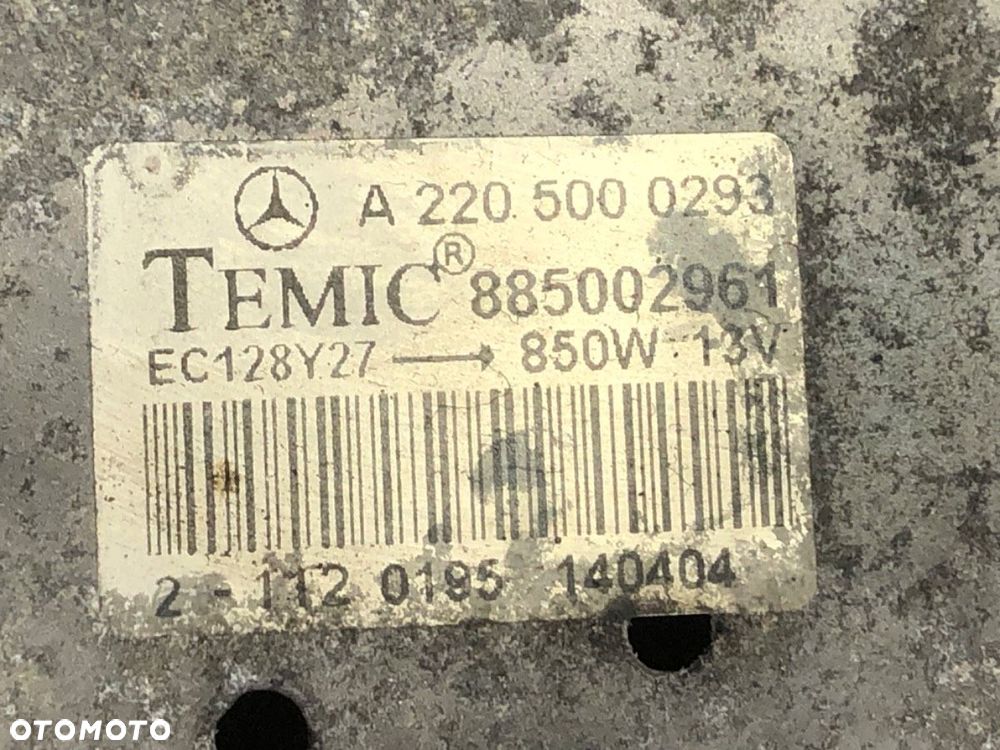 A 220 500 0293
TEMIC® 885002961
EC128Y27 → 850W 13V
2 - 112 0195 140404
OTOMOTO